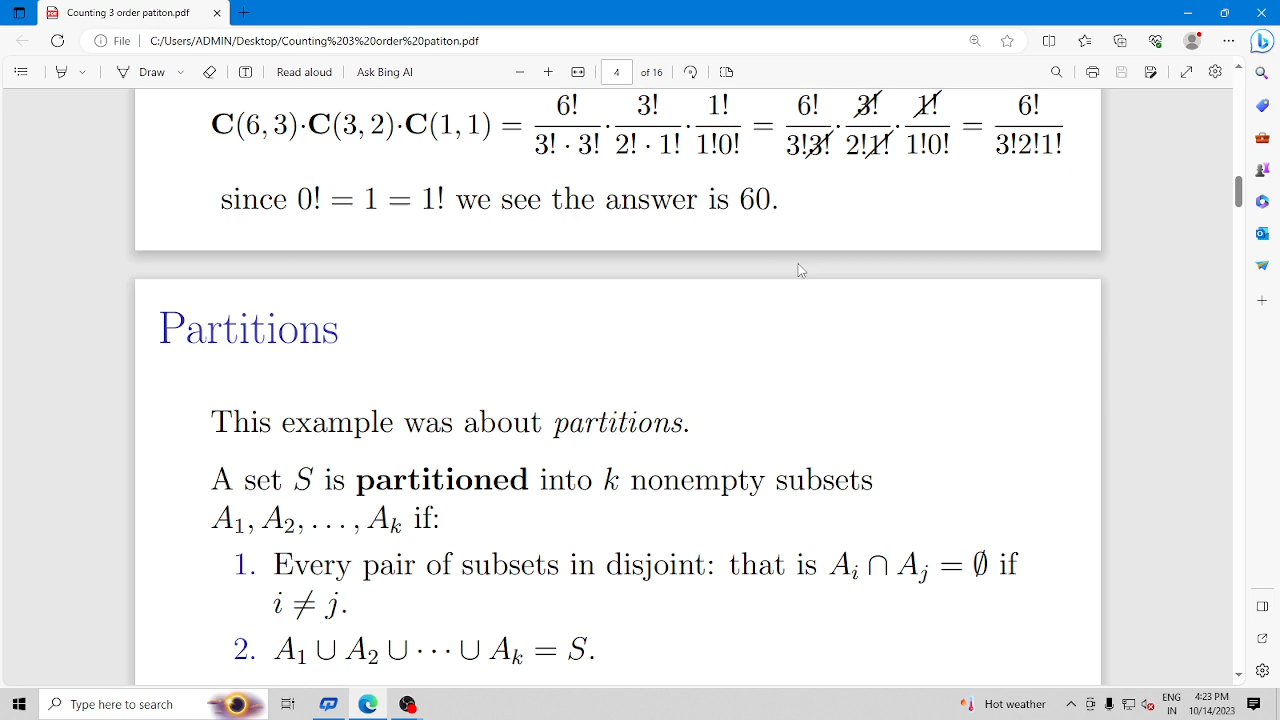 Counting 3 order patiton.pdf
File C:/Users/ADMIN/Desktop/Counting%203%20order%20patiton.pdf
Draw Read aloud Ask Bing AI 4 of 16
C(6, 3)·C(3, 2)·C(1, 1) = 6!/(3! · 3!) · 3!/(2! · 1!) · 1!/(1!0!) = 6!/(3!3!) · 3!/(2!1!) · 1!/(1!0!) = 6!/(3!2!1!)
since 0! = 1 = 1! we see the answer is 60.
Partitions
This example was about partitions.
A set S is partitioned into k nonempty subsets
A₁, A₂, . . . , Aₖ if:
1. Every pair of subsets in disjoint: that is Aᵢ ∩ Aⱼ = ∅ if
i ≠ j.
2. A₁ ∪ A₂ ∪ · · · ∪ Aₖ = S.
Type here to search
Hot weather
ENG
IN
4:23 PM
10/14/2023